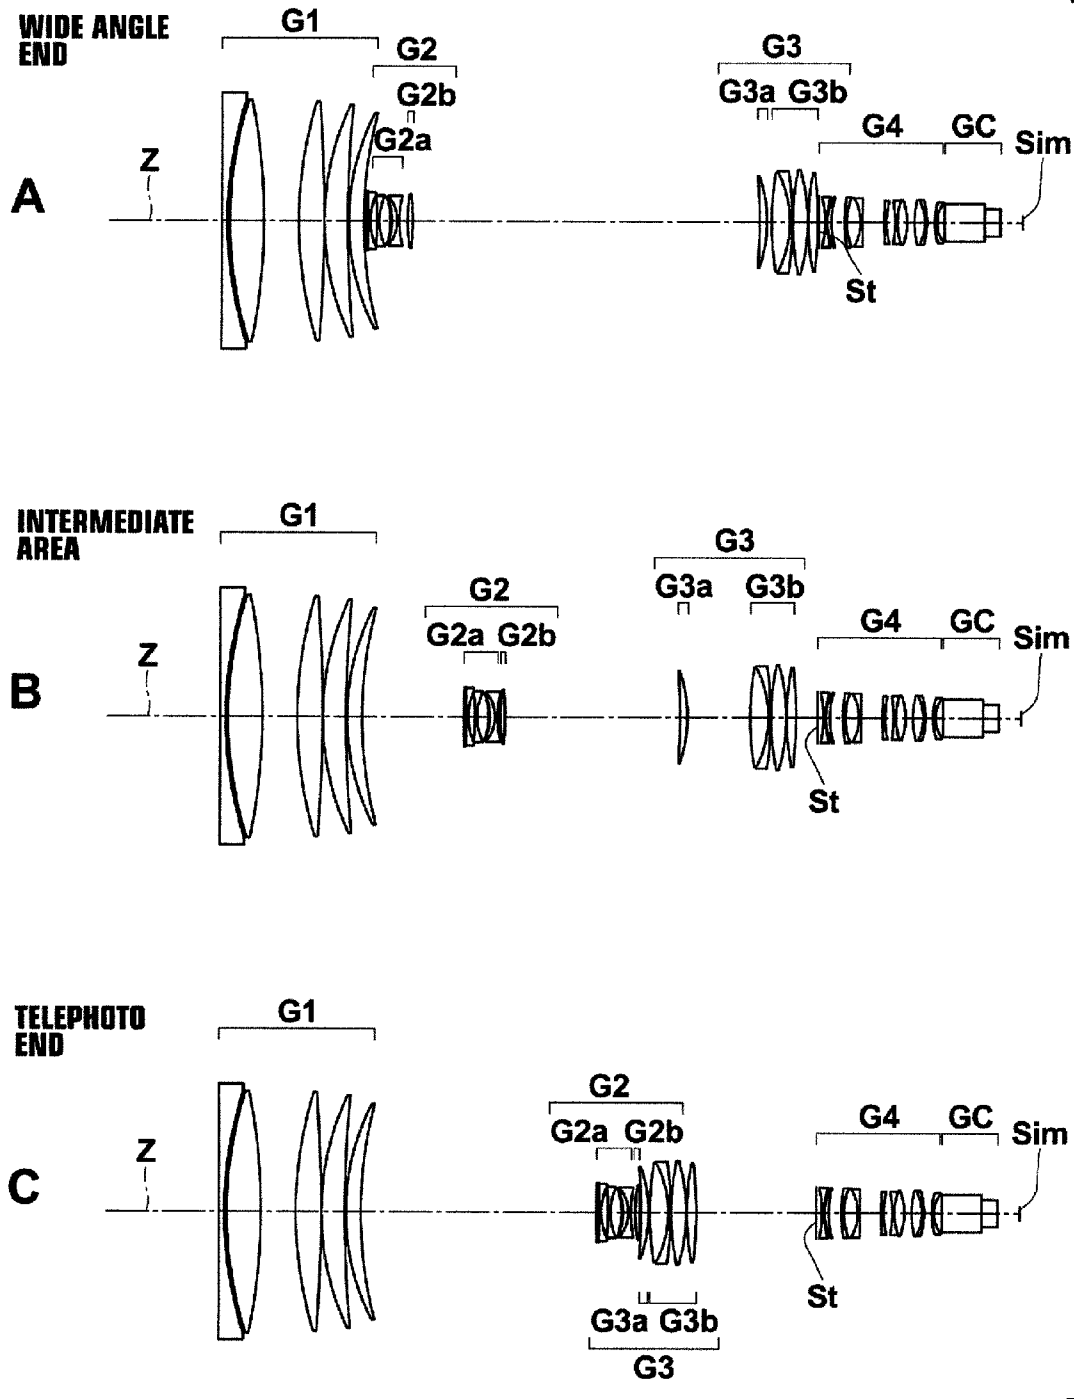 WIDE ANGLE
END
G1
G2
G2b
G2a
G3
G3a
G3b
G4
GC
Sim
Z
A
St
INTERMEDIATE
AREA
G1
G2
G2a
G2b
G3
G3a
G3b
G4
GC
Sim
Z
B
St
TELEPHOTO
END
G1
G2
G2a
G2b
G4
GC
Sim
Z
C
St
G3a
G3b
G3